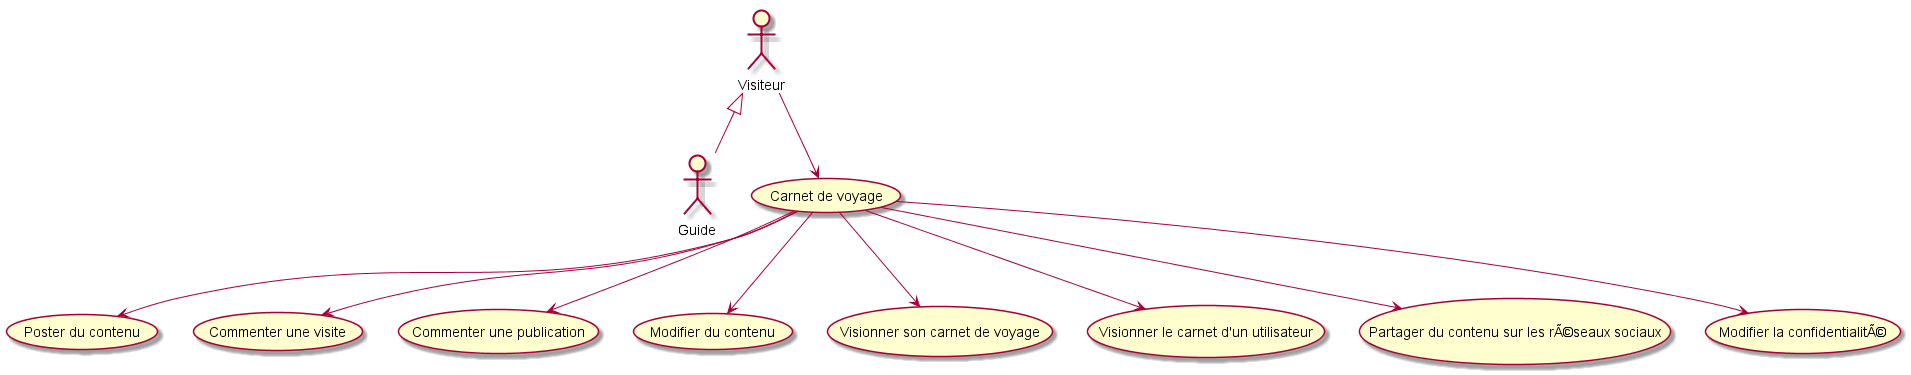 Visiteur
Guide
Carnet de voyage
Poster du contenu
Commenter une visite
Commenter une publication
Modifier du contenu
Visionner son carnet de voyage
Visionner le carnet d'un utilisateur
Partager du contenu sur les rÃ©seaux sociaux
Modifier la confidentialitÃ©